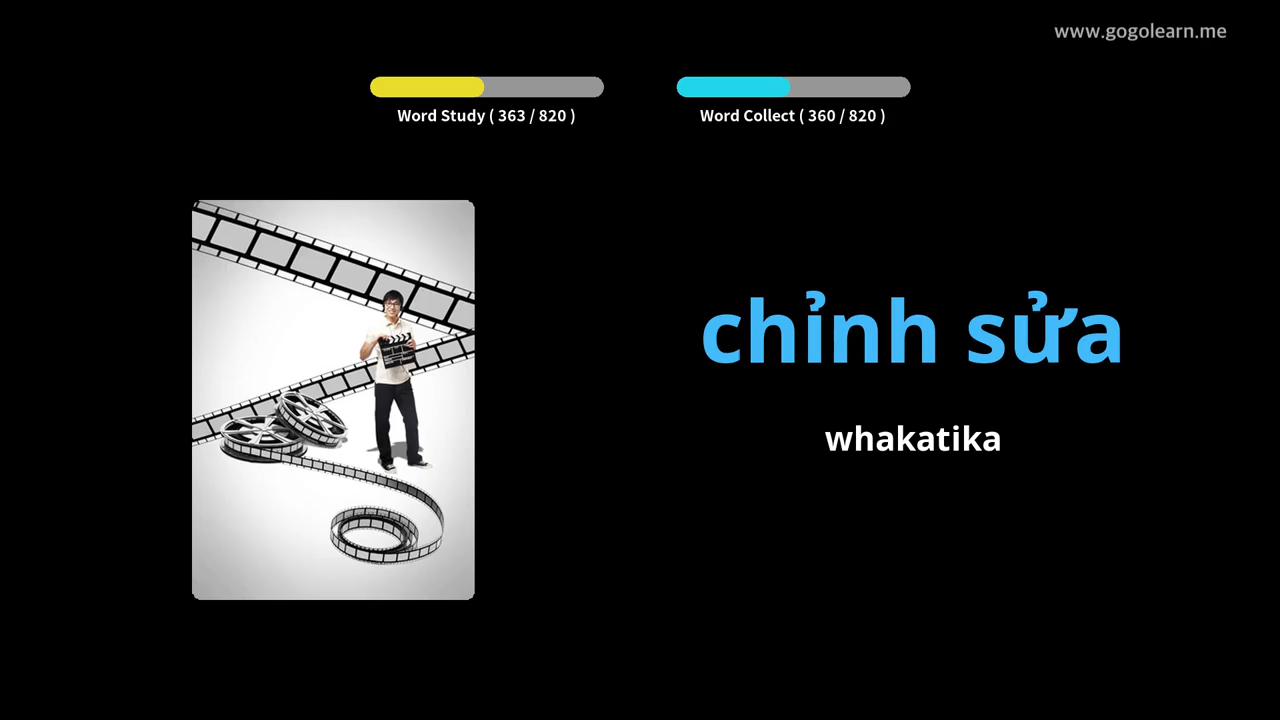 www.gogolearn.me
Word Study ( 363 / 820 )
Word Collect ( 360 / 820 )
chỉnh sửa
whakatika